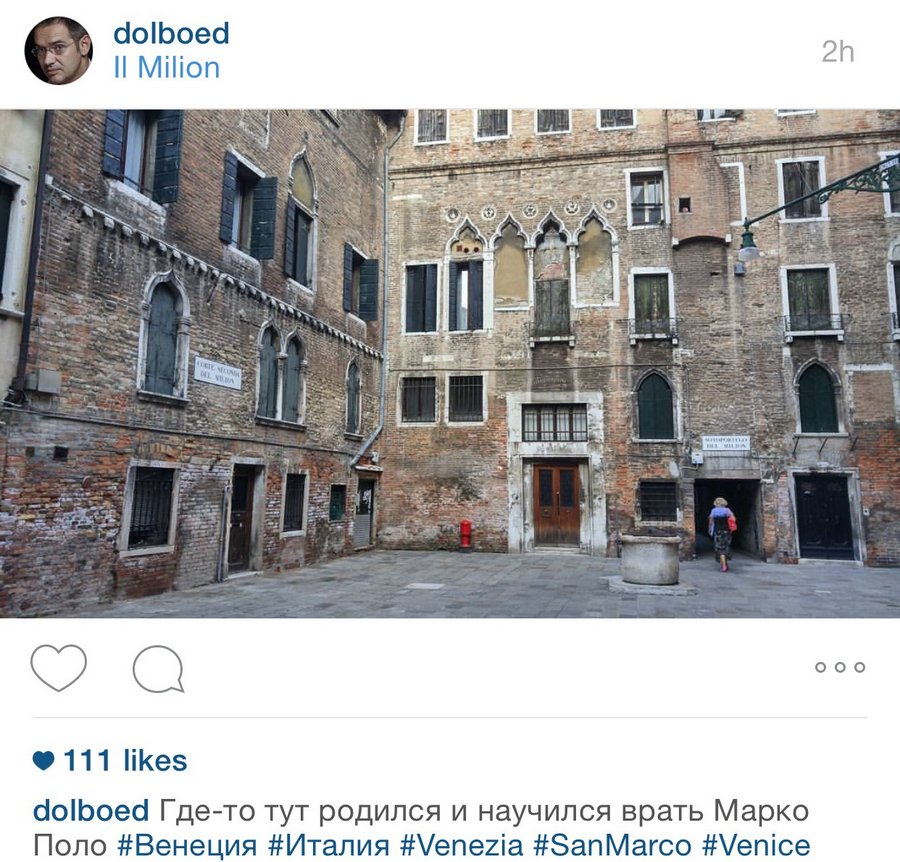 dolboed
Il Milion
2h
CORTE SECONDA
DEL MILION
SOTOPORTEGO
DEL MILION
111 likes
dolboed Где-то тут родился и научился врать Марко
Поло #Венеция #Италия #Venezia #SanMarco #Venice